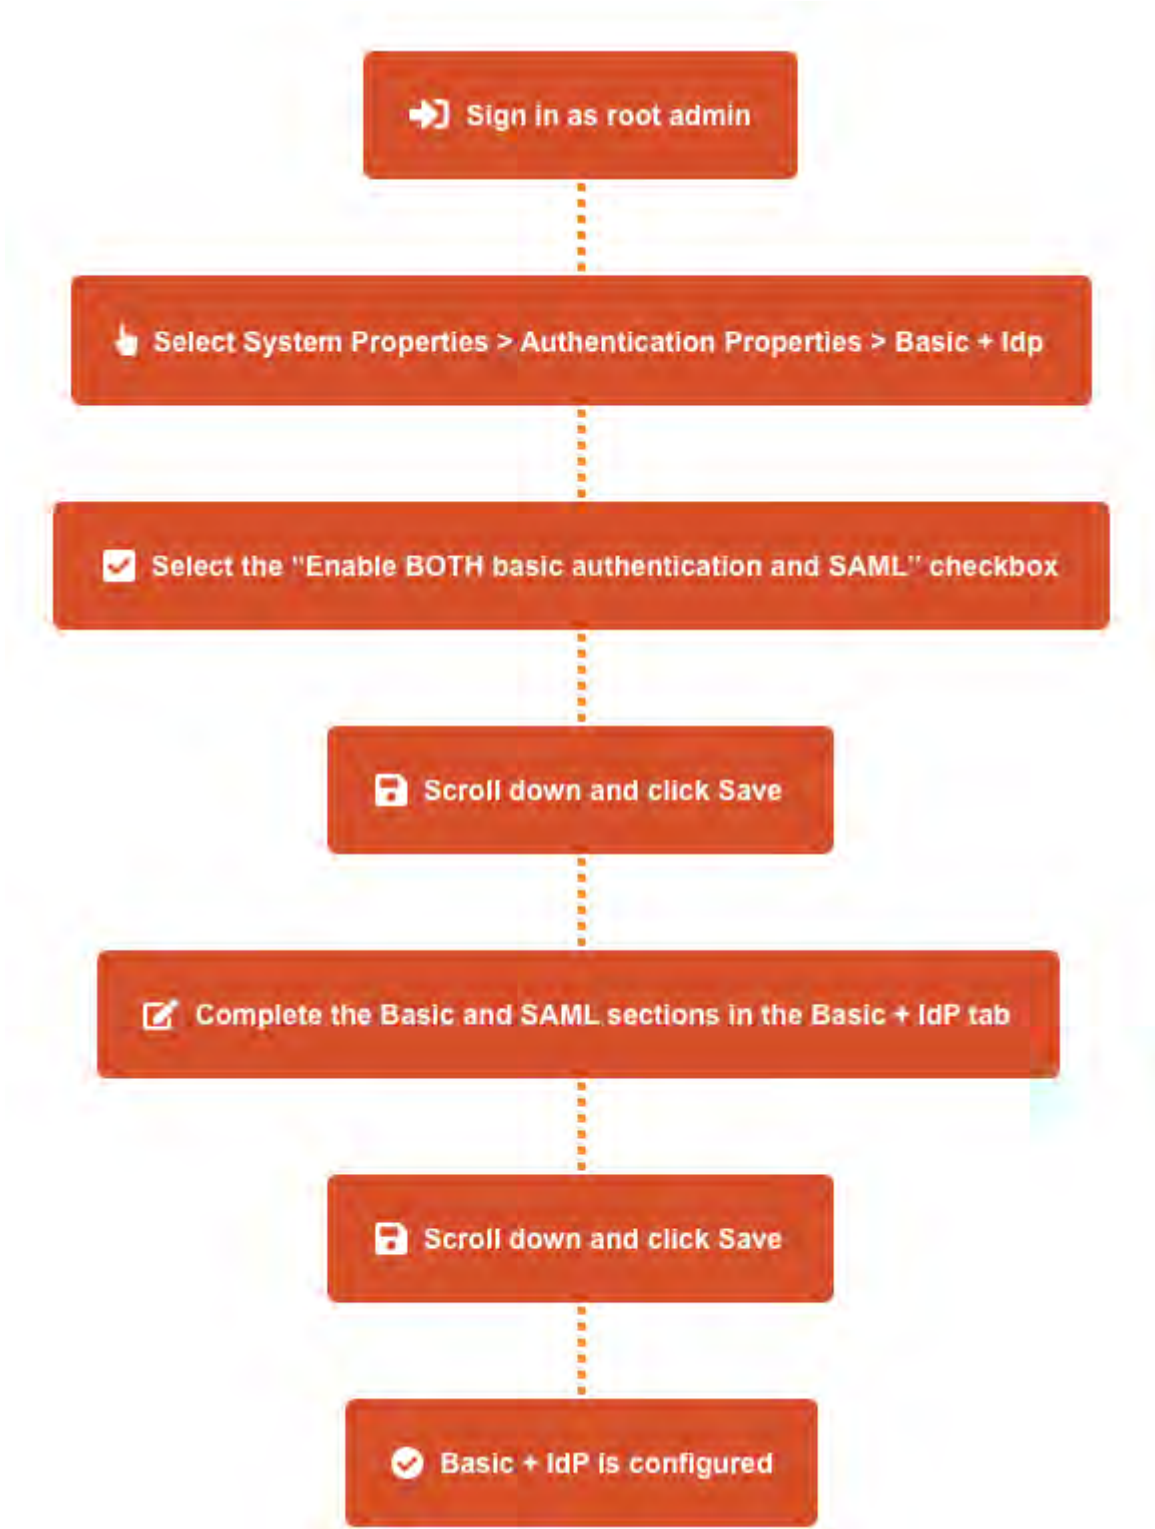 Sign in as root admin
Select System Properties > Authentication Properties > Basic + Idp
Select the “Enable BOTH basic authentication and SAML” checkbox
Scroll down and click Save
Complete the Basic and SAML sections in the Basic + IdP tab
Scroll down and click Save
Basic + IdP is configured